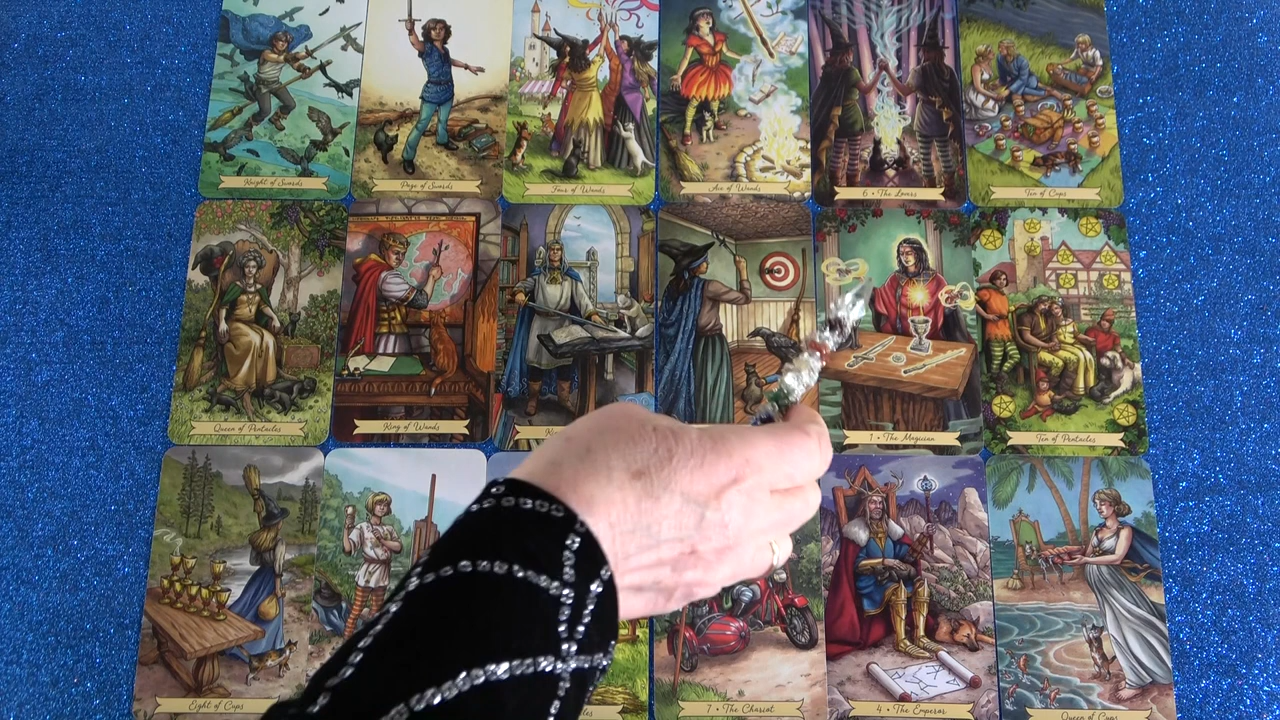 Knight of Swords
Page of Swords
Four of Wands
Ace of Wands
6 • The Lovers
Ten of Cups
Queen of Pentacles
King of Wands
1 • The Magician
Ten of Pentacles
Eight of Cups
7 • The Chariot
4 • The Emperor
Queen of Cups